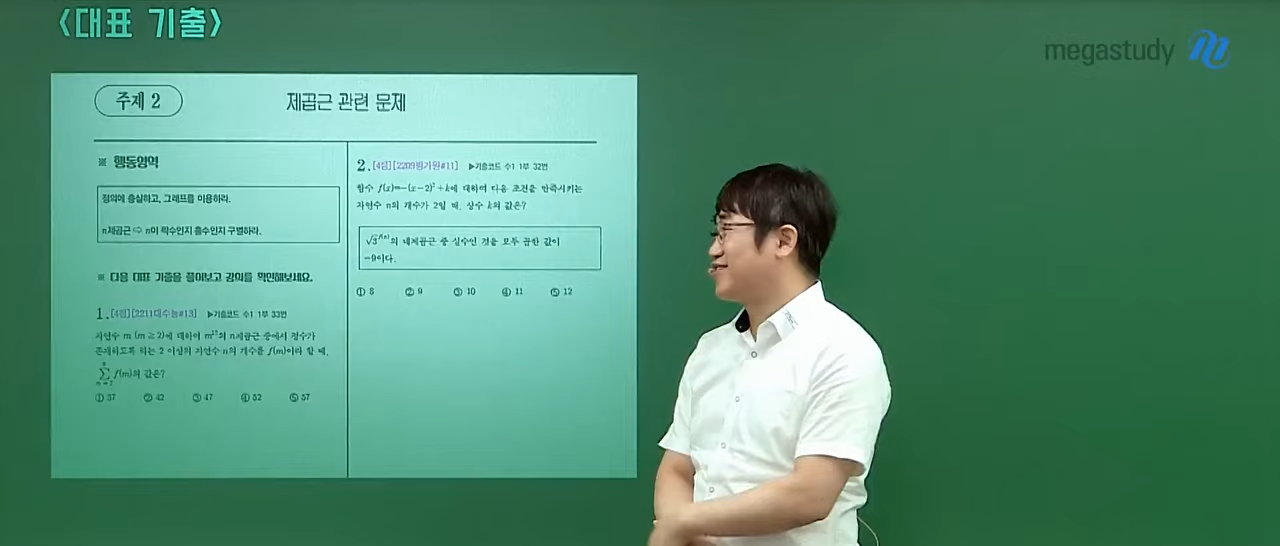 <대표 기출>
megastudy
주제 2
제곱근 관련 문제
※ 행동영역
정의에 충실하고, 그래프를 이용하라.
n제곱근 ⇨ n이 짝수인지 홀수인지 구별하라.
※ 다음 대표 기출을 풀어보고 강의를 확인해보세요.
1.[4점][2211대수능#13] ▶기출코드 수1 1부 33번
자연수 m (m ≥ 2)에 대하여 m¹²의 n제곱근 중에서 정수가
존재하도록 하는 2 이상의 자연수 n의 개수를 f(m)이라 할 때,
∑ f(m)의 값은?
① 37 ② 42 ③ 47 ④ 52 ⑤ 57
2.[4점][2209평가원#11] ▶기출코드 수1 1부 32번
함수 f(x)=-(x-2)²+k에 대하여 다음 조건을 만족시키는
자연수 n의 개수가 2일 때, 상수 k의 값은?
√3^f(n)의 네제곱근 중 실수인 것을 모두 곱한 값이
-9이다.
① 8 ② 9 ③ 10 ④ 11 ⑤ 12